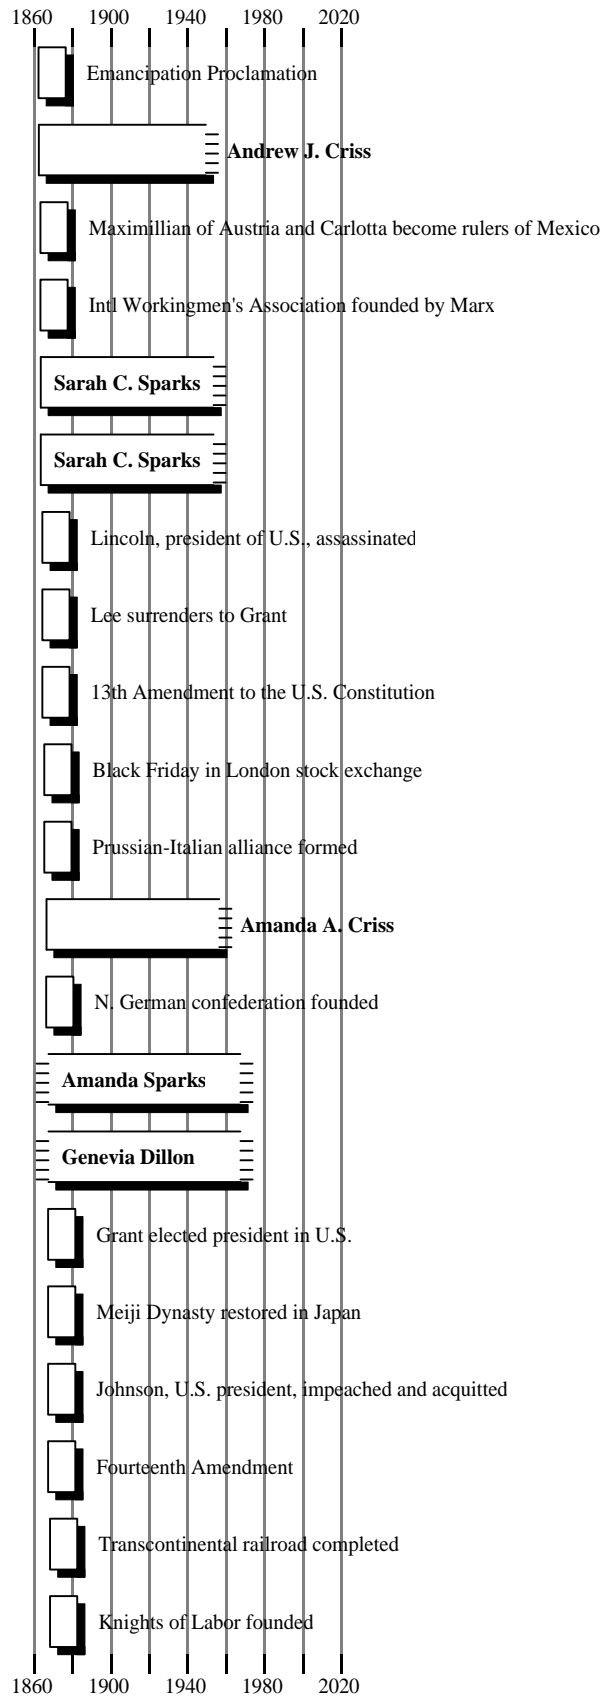 1860 1900 1940 1980 2020
Emancipation Proclamation
Andrew J. Criss
Maximillian of Austria and Carlotta become rulers of Mexico
Intl Workingmen's Association founded by Marx
Sarah C. Sparks
Sarah C. Sparks
Lincoln, president of U.S., assassinated
Lee surrenders to Grant
13th Amendment to the U.S. Constitution
Black Friday in London stock exchange
Prussian-Italian alliance formed
Amanda A. Criss
N. German confederation founded
Amanda Sparks
Genevia Dillon
Grant elected president in U.S.
Meiji Dynasty restored in Japan
Johnson, U.S. president, impeached and acquitted
Fourteenth Amendment
Transcontinental railroad completed
Knights of Labor founded
1860 1900 1940 1980 2020